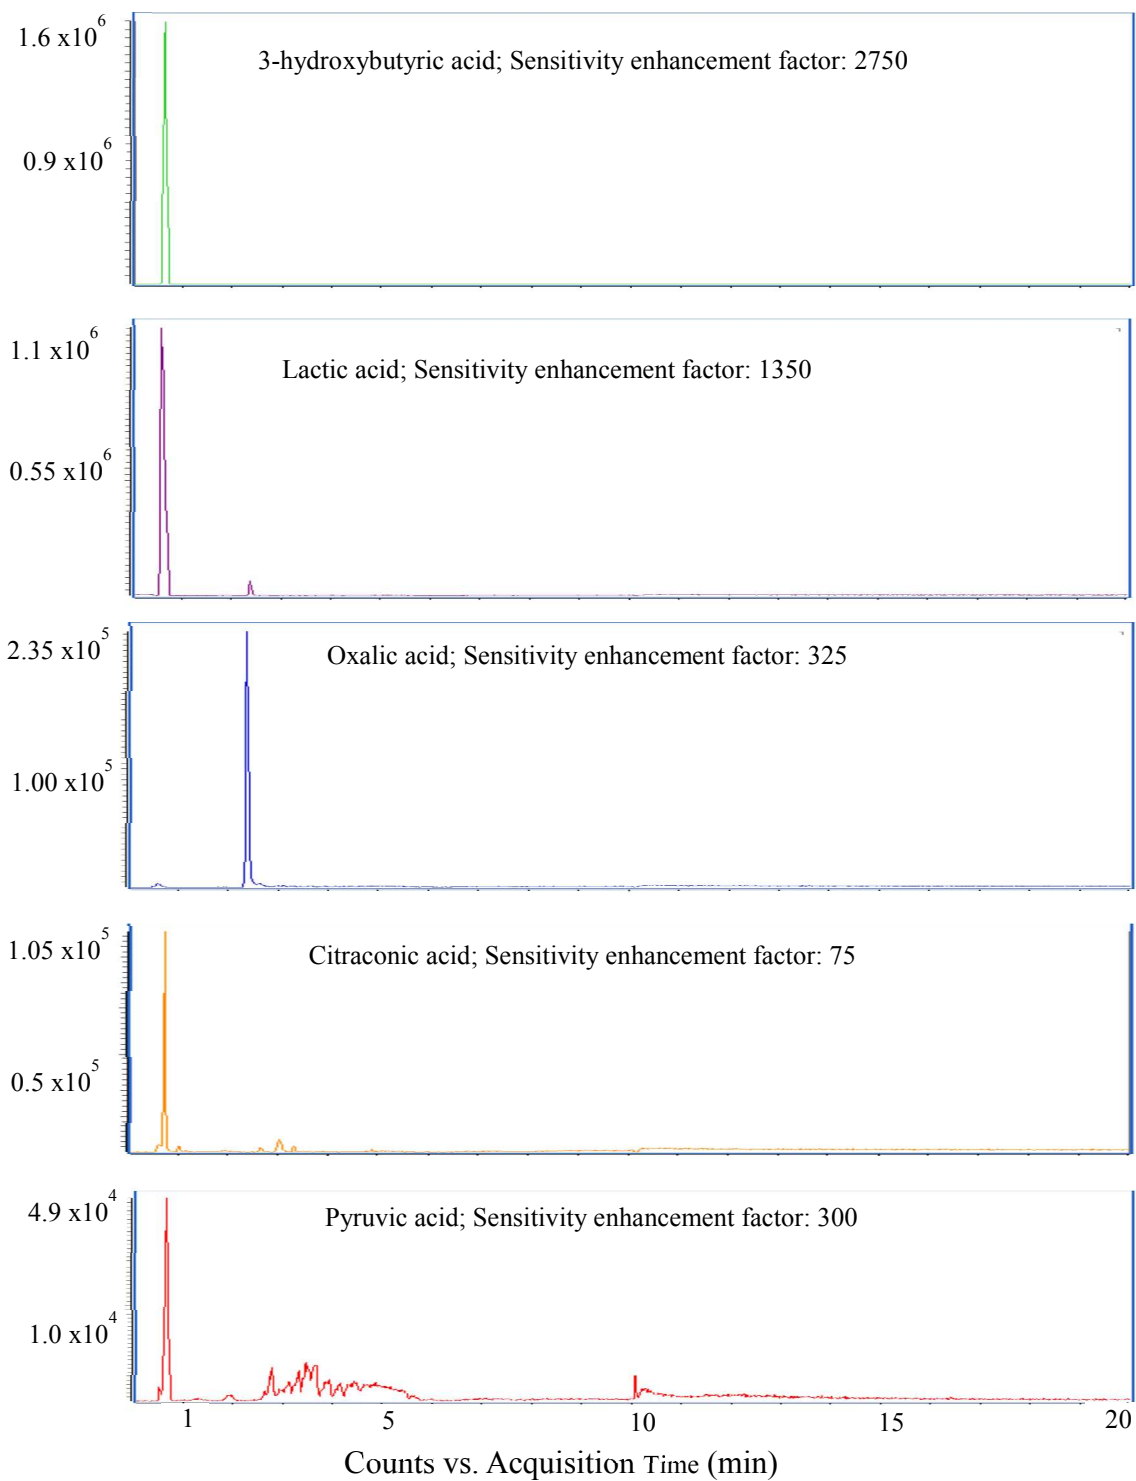 1.6 x10^6
3-hydroxybutyric acid; Sensitivity enhancement factor: 2750
0.9 x10^6
1.1 x10^6
Lactic acid; Sensitivity enhancement factor: 1350
0.55 x10^6
2.35 x10^5
Oxalic acid; Sensitivity enhancement factor: 325
1.00 x10^5
1.05 x10^5
Citraconic acid; Sensitivity enhancement factor: 75
0.5 x10^5
4.9 x10^4
Pyruvic acid; Sensitivity enhancement factor: 300
1.0 x10^4
1 5 10 15 20
Counts vs. Acquisition Time (min)